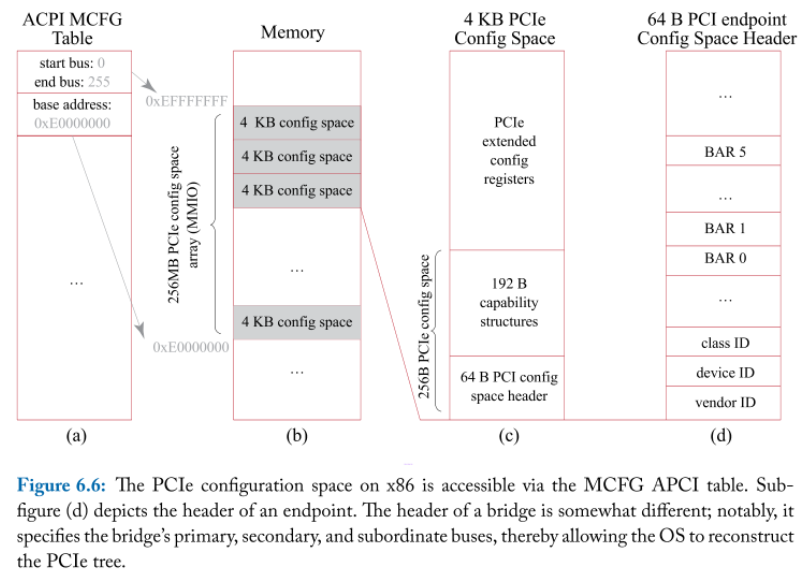 ACPI MCFG
Table
start bus: 0
end bus: 255
base address:
0xE0000000
...
(a)
Memory
0xEFFFFFFF
4 KB config space
4 KB config space
4 KB config space
...
4 KB config space
0xE0000000
...
256MB PCIe config space
array (MMIO)
(b)
4 KB PCIe
Config Space
PCIe
extended
config
registers
192 B
capability
structures
64 B PCI config
space header
256B PCIe config space
(c)
64 B PCI endpoint
Config Space Header
...
BAR 5
...
BAR 1
BAR 0
...
class ID
device ID
vendor ID
(d)
Figure 6.6: The PCIe configuration space on x86 is accessible via the MCFG APCI table. Sub-
figure (d) depicts the header of an endpoint. The header of a bridge is somewhat different; notably, it
specifies the bridge's primary, secondary, and subordinate buses, thereby allowing the OS to reconstruct
the PCIe tree.